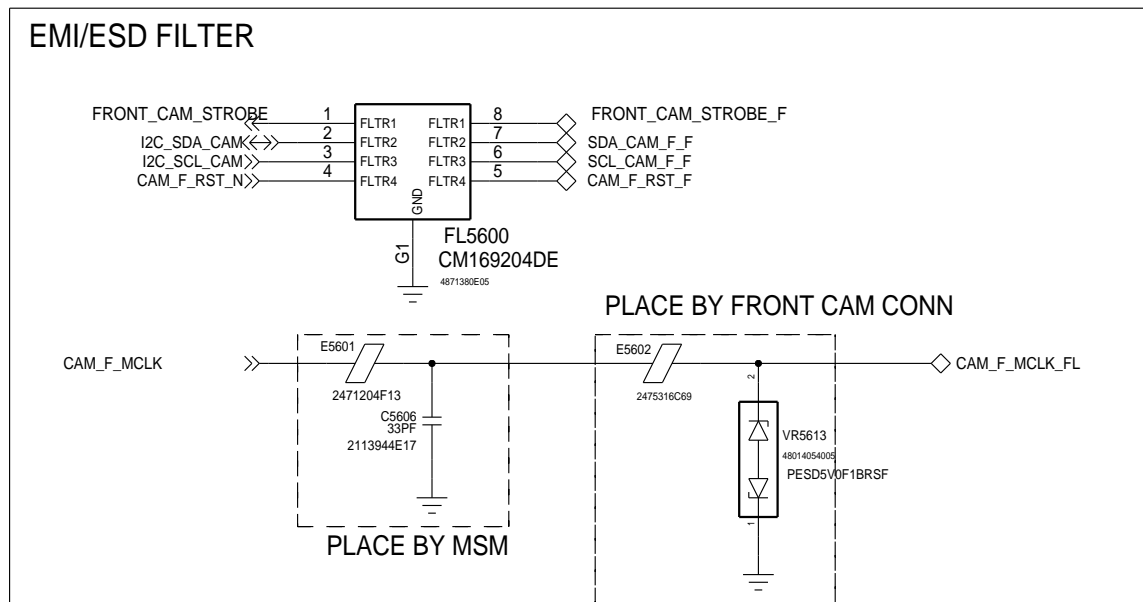 EMI/ESD FILTER
FRONT_CAM_STROBE 1 FLTR1 FLTR1 8 FRONT_CAM_STROBE_F
I2C_SDA_CAM 2 FLTR2 FLTR2 7 SDA_CAM_F_F
I2C_SCL_CAM 3 FLTR3 FLTR3 6 SCL_CAM_F_F
CAM_F_RST_N 4 FLTR4 FLTR4 5 CAM_F_RST_F
GND
G1
FL5600
CM169204DE
4871380E05
PLACE BY FRONT CAM CONN
E5601 E5602
CAM_F_MCLK CAM_F_MCLK_FL
2471204F13 2475316C69
2
C5606
33PF
2113944E17
VR5613
48014054005
PESD5V0F1BRSF
1
PLACE BY MSM